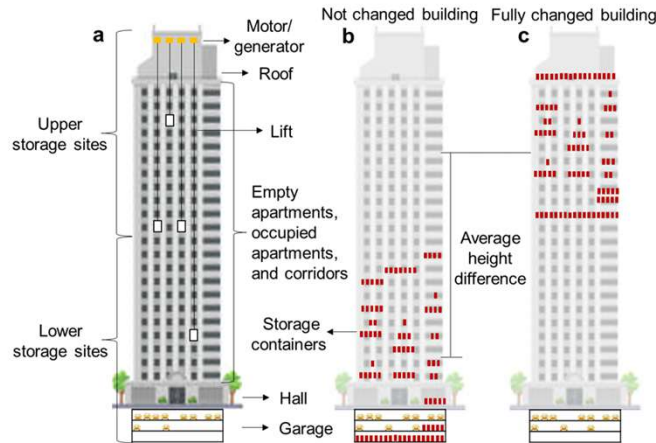 a
Motor/
generator
Roof
Upper
storage sites
Lift
Empty
apartments,
occupied
apartments,
and corridors
Lower
storage sites
Hall
Garage
Not changed building
b
Average
height
difference
Storage
containers
Fully changed building
c